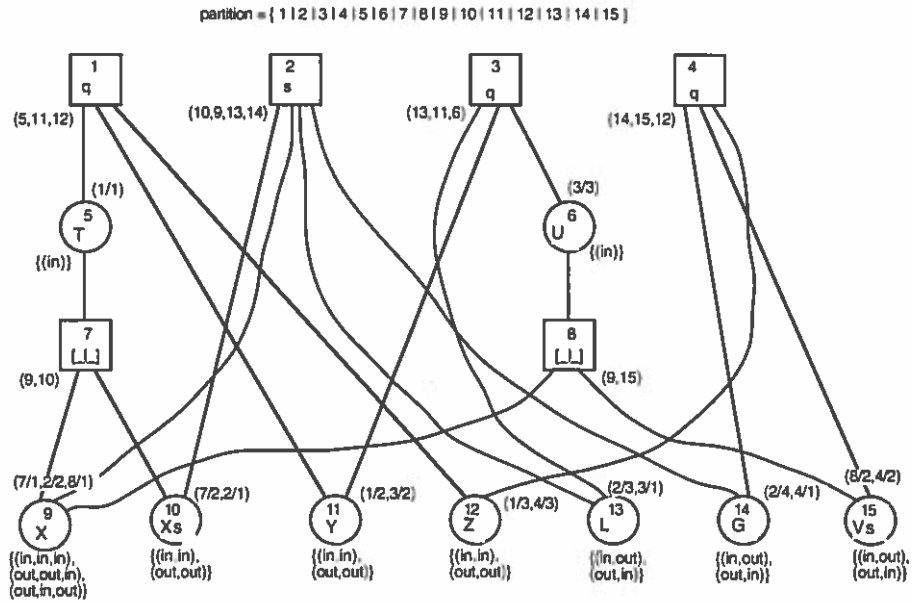 partition = { 1 | 2 | 3 | 4 | 5 | 6 | 7 | 8 | 9 | 10 | 11 | 12 | 13 | 14 | 15 }
1
q
2
s
3
q
4
q
(5,11,12)
(10,9,13,14)
(13,11,6)
(14,15,12)
(1/1)
(3/3)
5
T
6
U
{(in)}
{(in)}
7
[_|_]
8
[_|_]
(9,10)
(9,15)
(7/1,2/2,8/1)
(7/2,2/1)
(1/2,3/2)
(1/3,4/3)
(2/3,3/1)
(2/4,4/1)
(8/2,4/2)
9
X
10
Xs
11
Y
12
Z
13
L
14
G
15
Vs
{(in,in,in),
(out,out,in),
(out,in,out)}
{(in,in),
(out,out)}
{(in,in),
(out,out)}
{(in,in),
(out,out)}
{(in,out),
(out,in)}
{(in,out),
(out,in)}
{(in,out),
(out,in)}